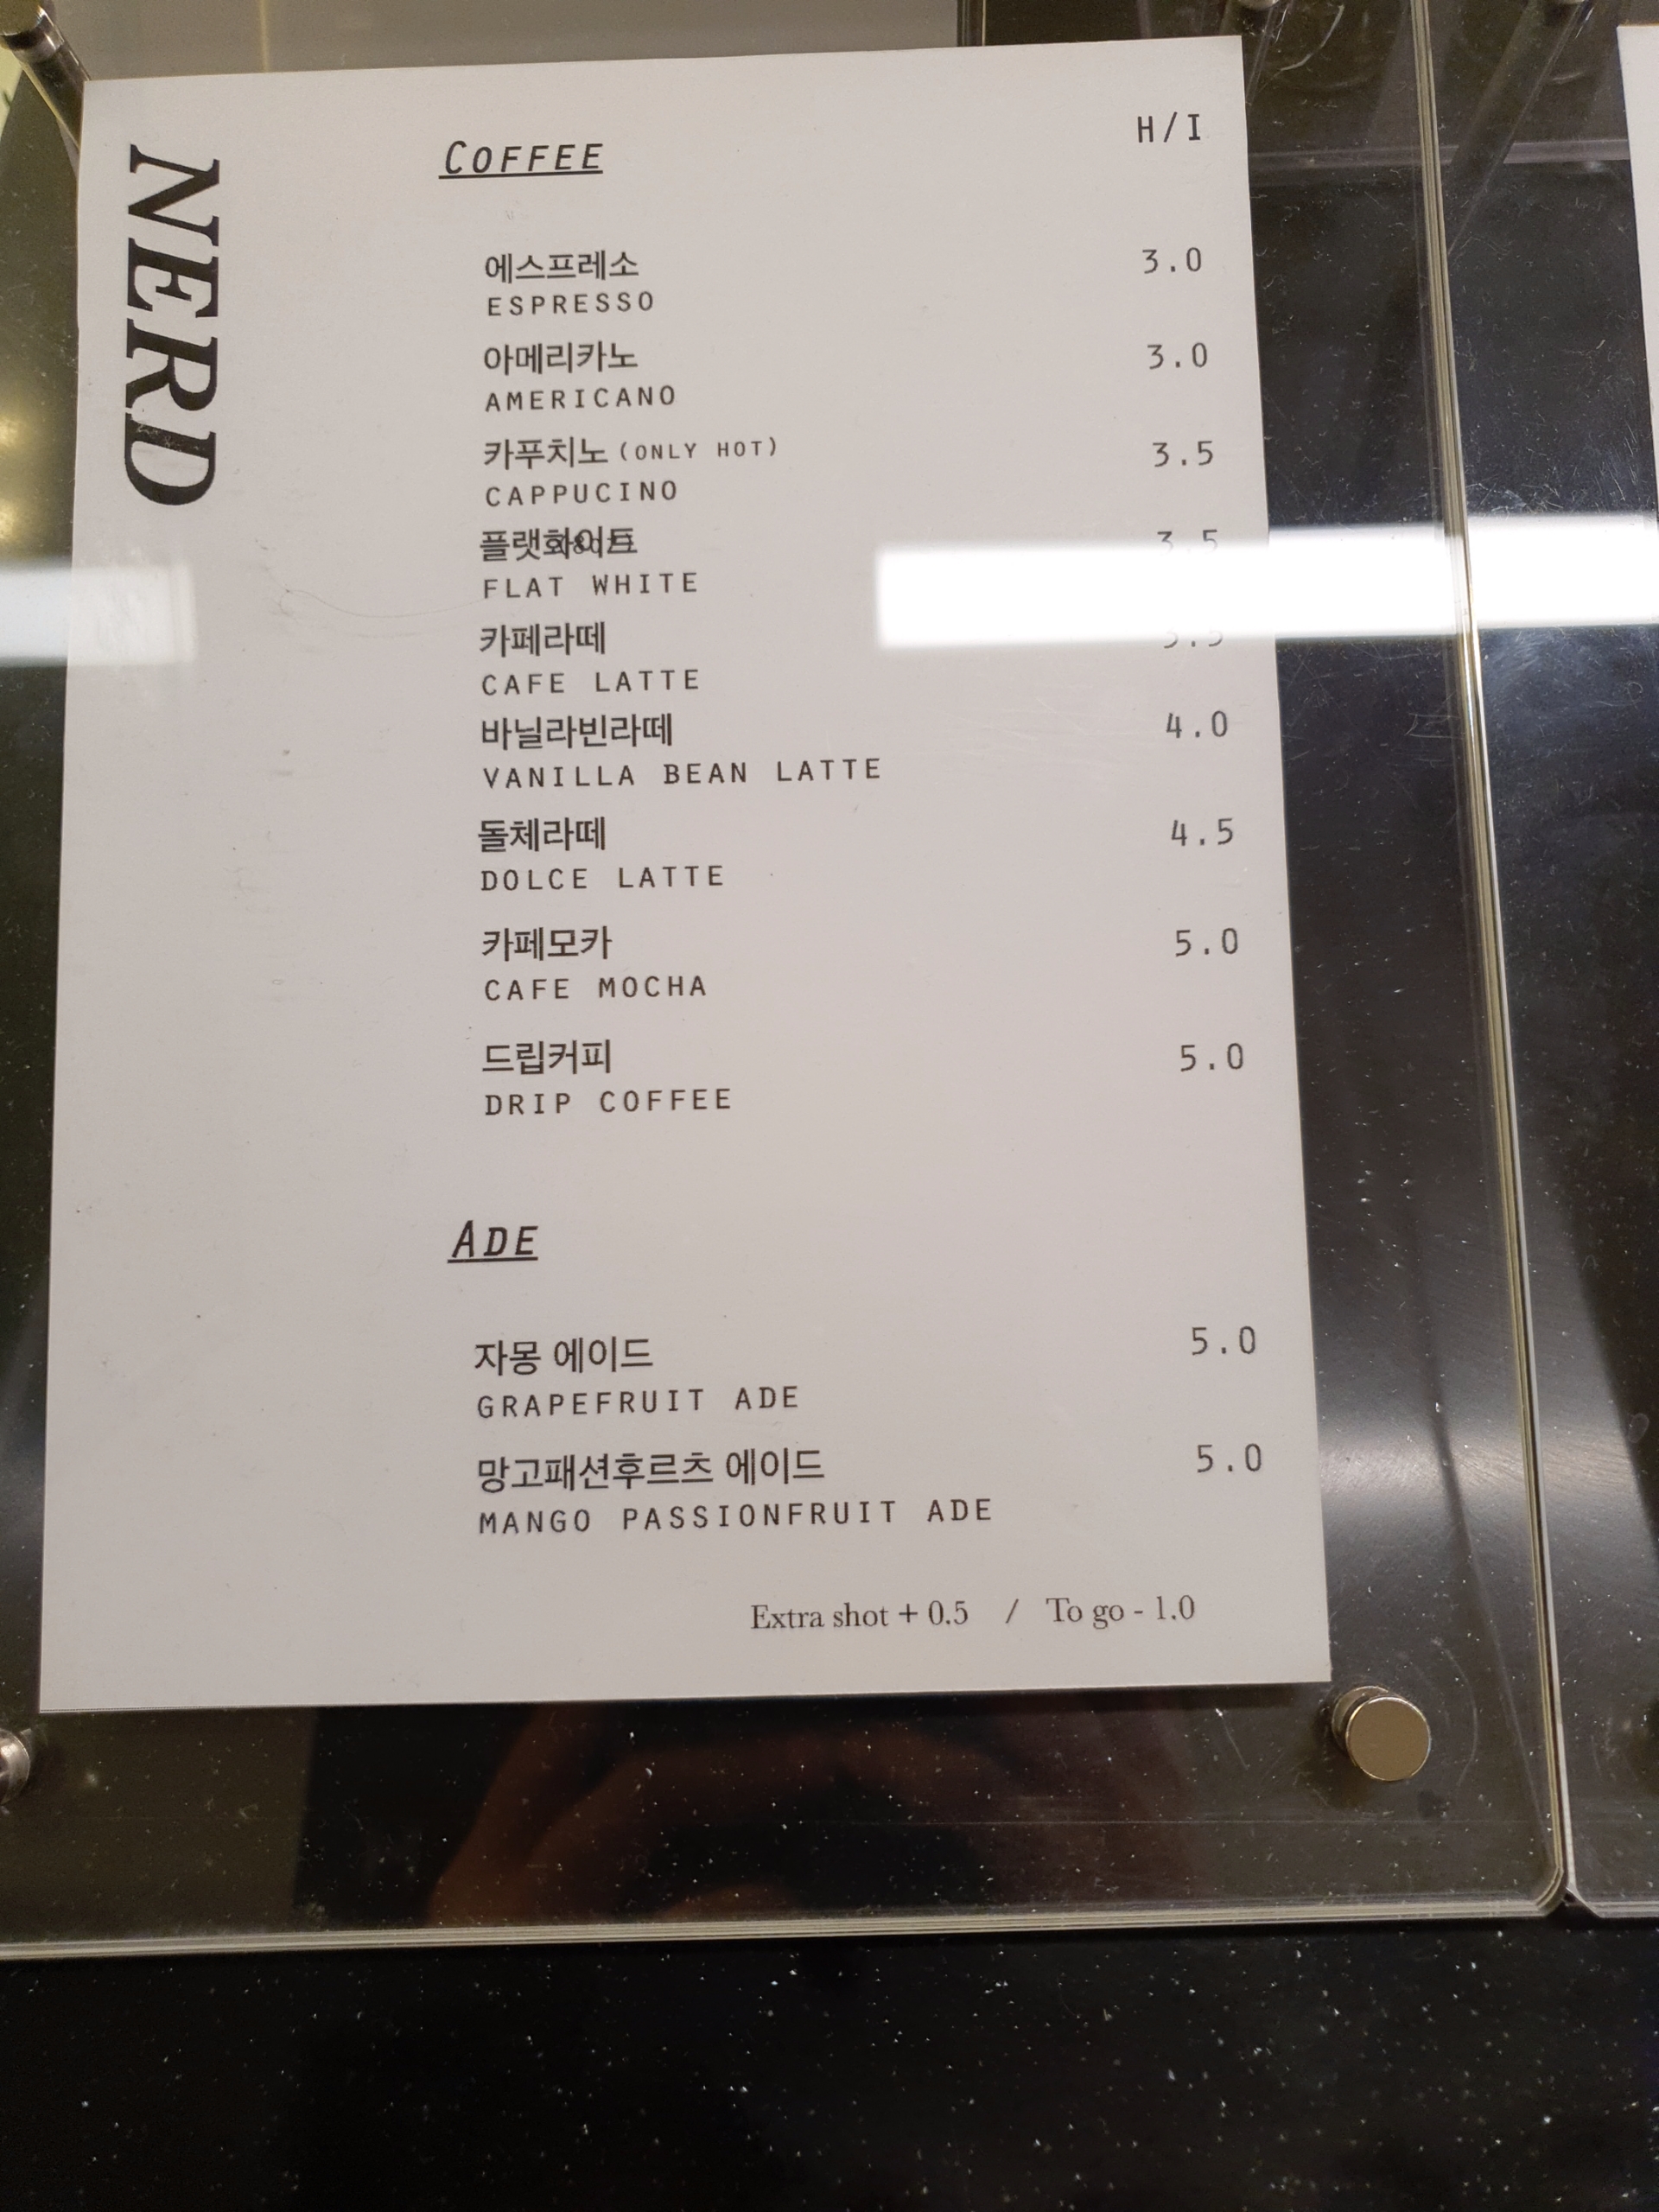 NERD
COFFEE H/I
에스프레소 3.0
ESPRESSO
아메리카노 3.0
AMERICANO
카푸치노 (ONLY HOT) 3.5
CAPPUCINO
플랫화이트 3.5
FLAT WHITE
카페라떼 3.5
CAFE LATTE
바닐라빈라떼 4.0
VANILLA BEAN LATTE
돌체라떼 4.5
DOLCE LATTE
카페모카 5.0
CAFE MOCHA
드립커피 5.0
DRIP COFFEE
ADE
자몽 에이드 5.0
GRAPEFRUIT ADE
망고패션후르츠 에이드 5.0
MANGO PASSIONFRUIT ADE
Extra shot + 0.5 / To go - 1.0